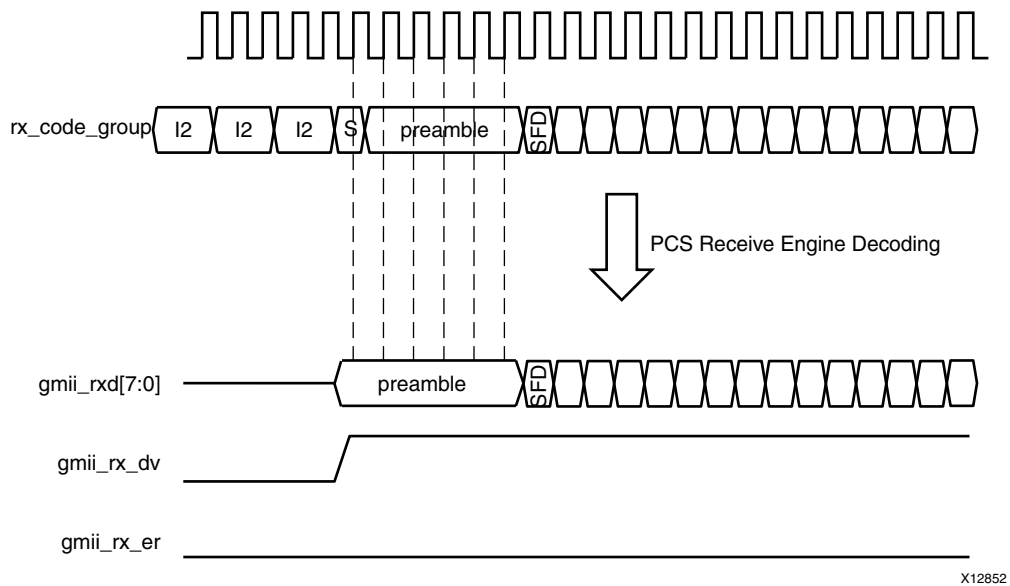 rx_code_group I2 I2 I2 S preamble SFD
PCS Receive Engine Decoding
gmii_rxd[7:0] preamble SFD
gmii_rx_dv
gmii_rx_er
X12852